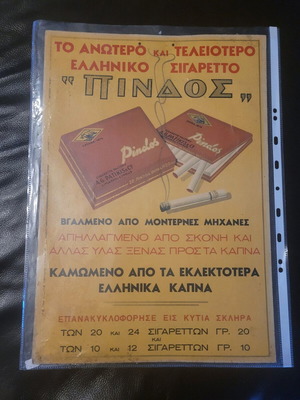 ΤΟ ΑΝΩΤΕΡΟ ΚΑΙ ΤΕΛΕΙΟΤΕΡΟ
ΕΛΛΗΝΙΚΟ ΣΙΓΑΡΕΤΤΟ
"ΠΙΝΔΟΣ"
Pindos
Pindos
ΒΓΑΛΜΕΝΟ ΑΠΟ ΜΟΝΤΕΡΝΕΣ ΜΗΧΑΝΕΣ
ΑΠΗΛΛΑΓΜΕΝΟ ΑΠΟ ΣΚΟΝΗ ΚΑΙ
ΑΛΛΑΣ ΥΛΑΣ ΞΕΝΑΣ ΠΡΟΣ ΤΑ ΚΑΠΝΑ
ΚΑΜΩΜΕΝΟ ΑΠΟ ΤΑ ΕΚΛΕΚΤΟΤΕΡΑ
ΕΛΛΗΝΙΚΑ ΚΑΠΝΑ
ΕΠΑΝΑΚΥΚΛΟΦΟΡΗΣΕ ΕΙΣ ΚΥΤΙΑ ΣΚΛΗΡΑ
ΤΩΝ 20 ΚΑΙ 24 ΣΙΓΑΡΕΤΤΩΝ ΓΡ. 20
ΚΑΙ
ΤΩΝ 10 ΚΑΙ 12 ΣΙΓΑΡΕΤΤΩΝ ΓΡ. 10